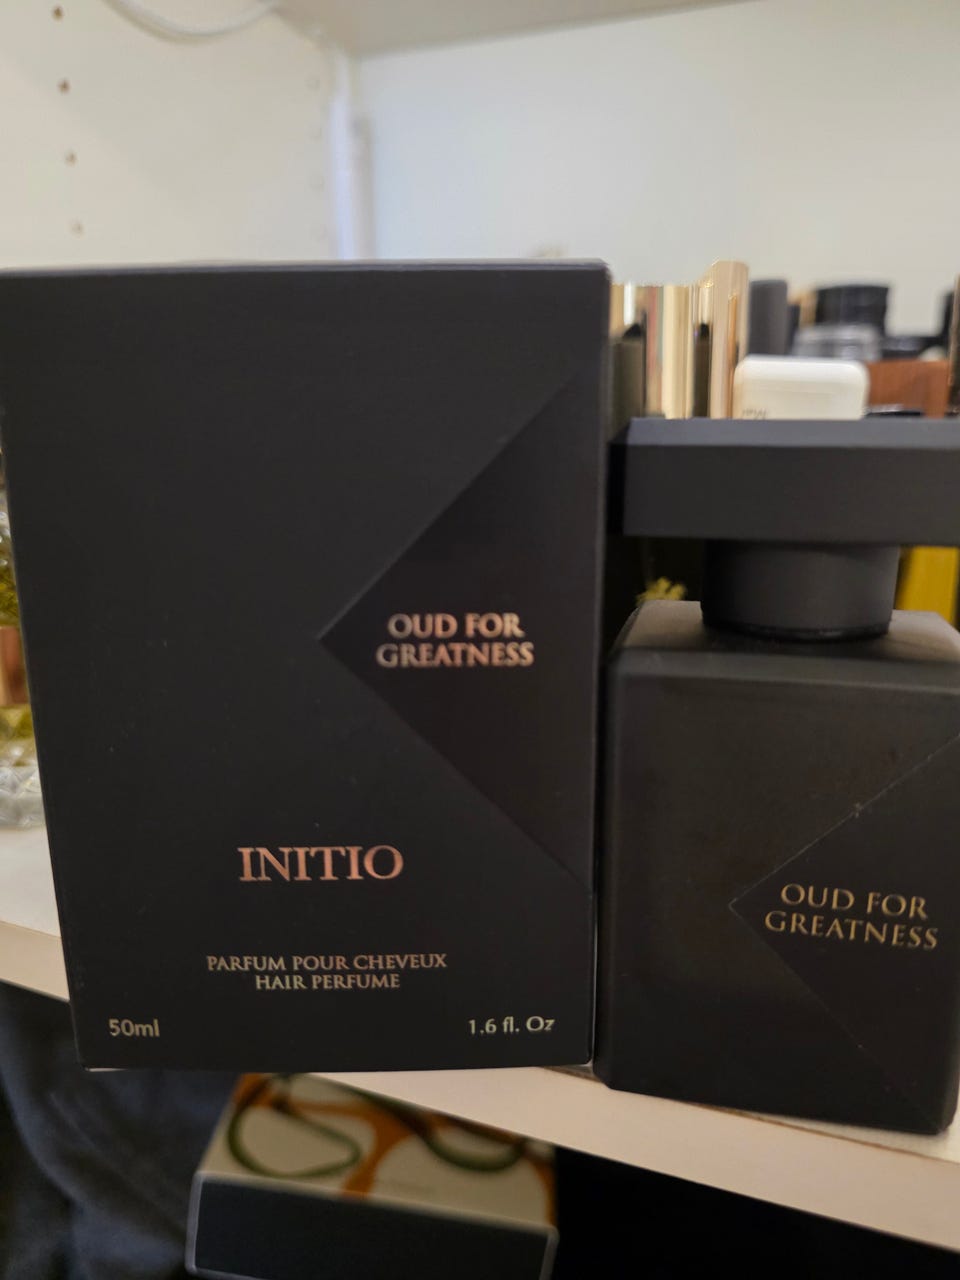 OUD FOR
GREATNESS
INITIO
PARFUM POUR CHEVEUX
HAIR PERFUME
50ml
1.6 fl. Oz
OUD FOR
GREATNESS